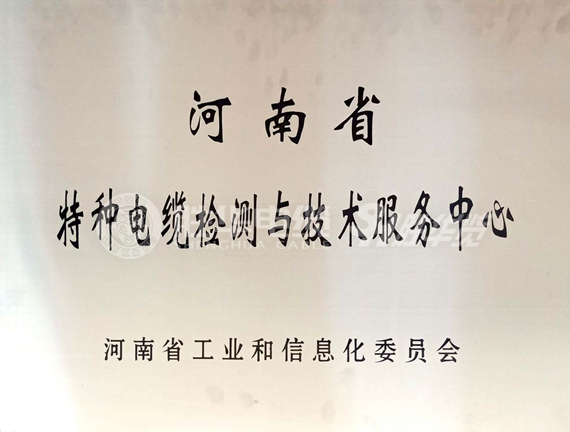 河南省
特种电缆检测与技术服务中心
河南省工业和信息化委员会